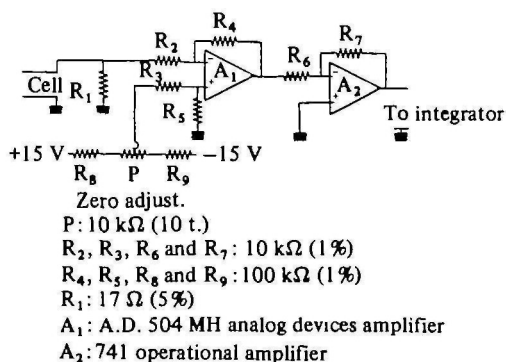 R₄
R₂
R₇
R₆
R₃
A₁
A₂
Cell
R₁
R₅
To integrator
+15 V
−15 V
R₈ P R₉
Zero adjust.
P: 10 kΩ (10 t.)
R₂, R₃, R₆ and R₇: 10 kΩ (1%)
R₄, R₅, R₈ and R₉: 100 kΩ (1%)
R₁: 17 Ω (5%)
A₁: A.D. 504 MH analog devices amplifier
A₂: 741 operational amplifier